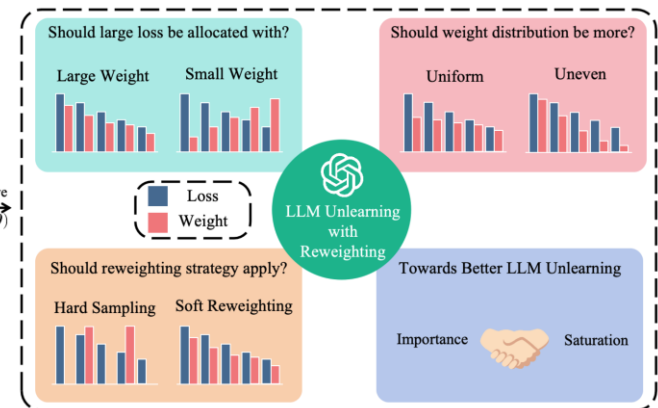 Should large loss be allocated with?
Large Weight
Small Weight
Should weight distribution be more?
Uniform
Uneven
Loss
Weight
LLM Unlearning
with
Reweighting
Should reweighting strategy apply?
Hard Sampling
Soft Reweighting
Towards Better LLM Unlearning
Importance
Saturation